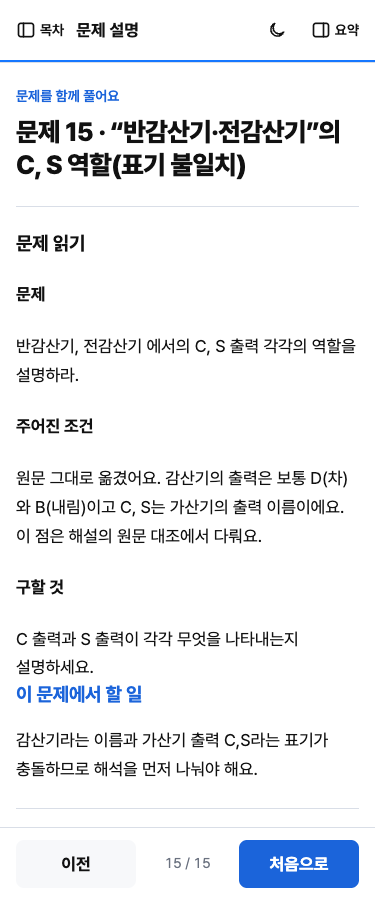 목차 문제 설명 요약
문제를 함께 풀어요
문제 15 · “반감산기·전감산기”의
C, S 역할(표기 불일치)
문제 읽기
문제
반감산기, 전감산기 에서의 C, S 출력 각각의 역할을
설명하라.
주어진 조건
원문 그대로 옮겼어요. 감산기의 출력은 보통 D(차)
와 B(내림)이고 C, S는 가산기의 출력 이름이에요.
이 점은 해설의 원문 대조에서 다뤄요.
구할 것
C 출력과 S 출력이 각각 무엇을 나타내는지
설명하세요.
이 문제에서 할 일
감산기라는 이름과 가산기 출력 C,S라는 표기가
충돌하므로 해석을 먼저 나눠야 해요.
이전 15 / 15 처음으로